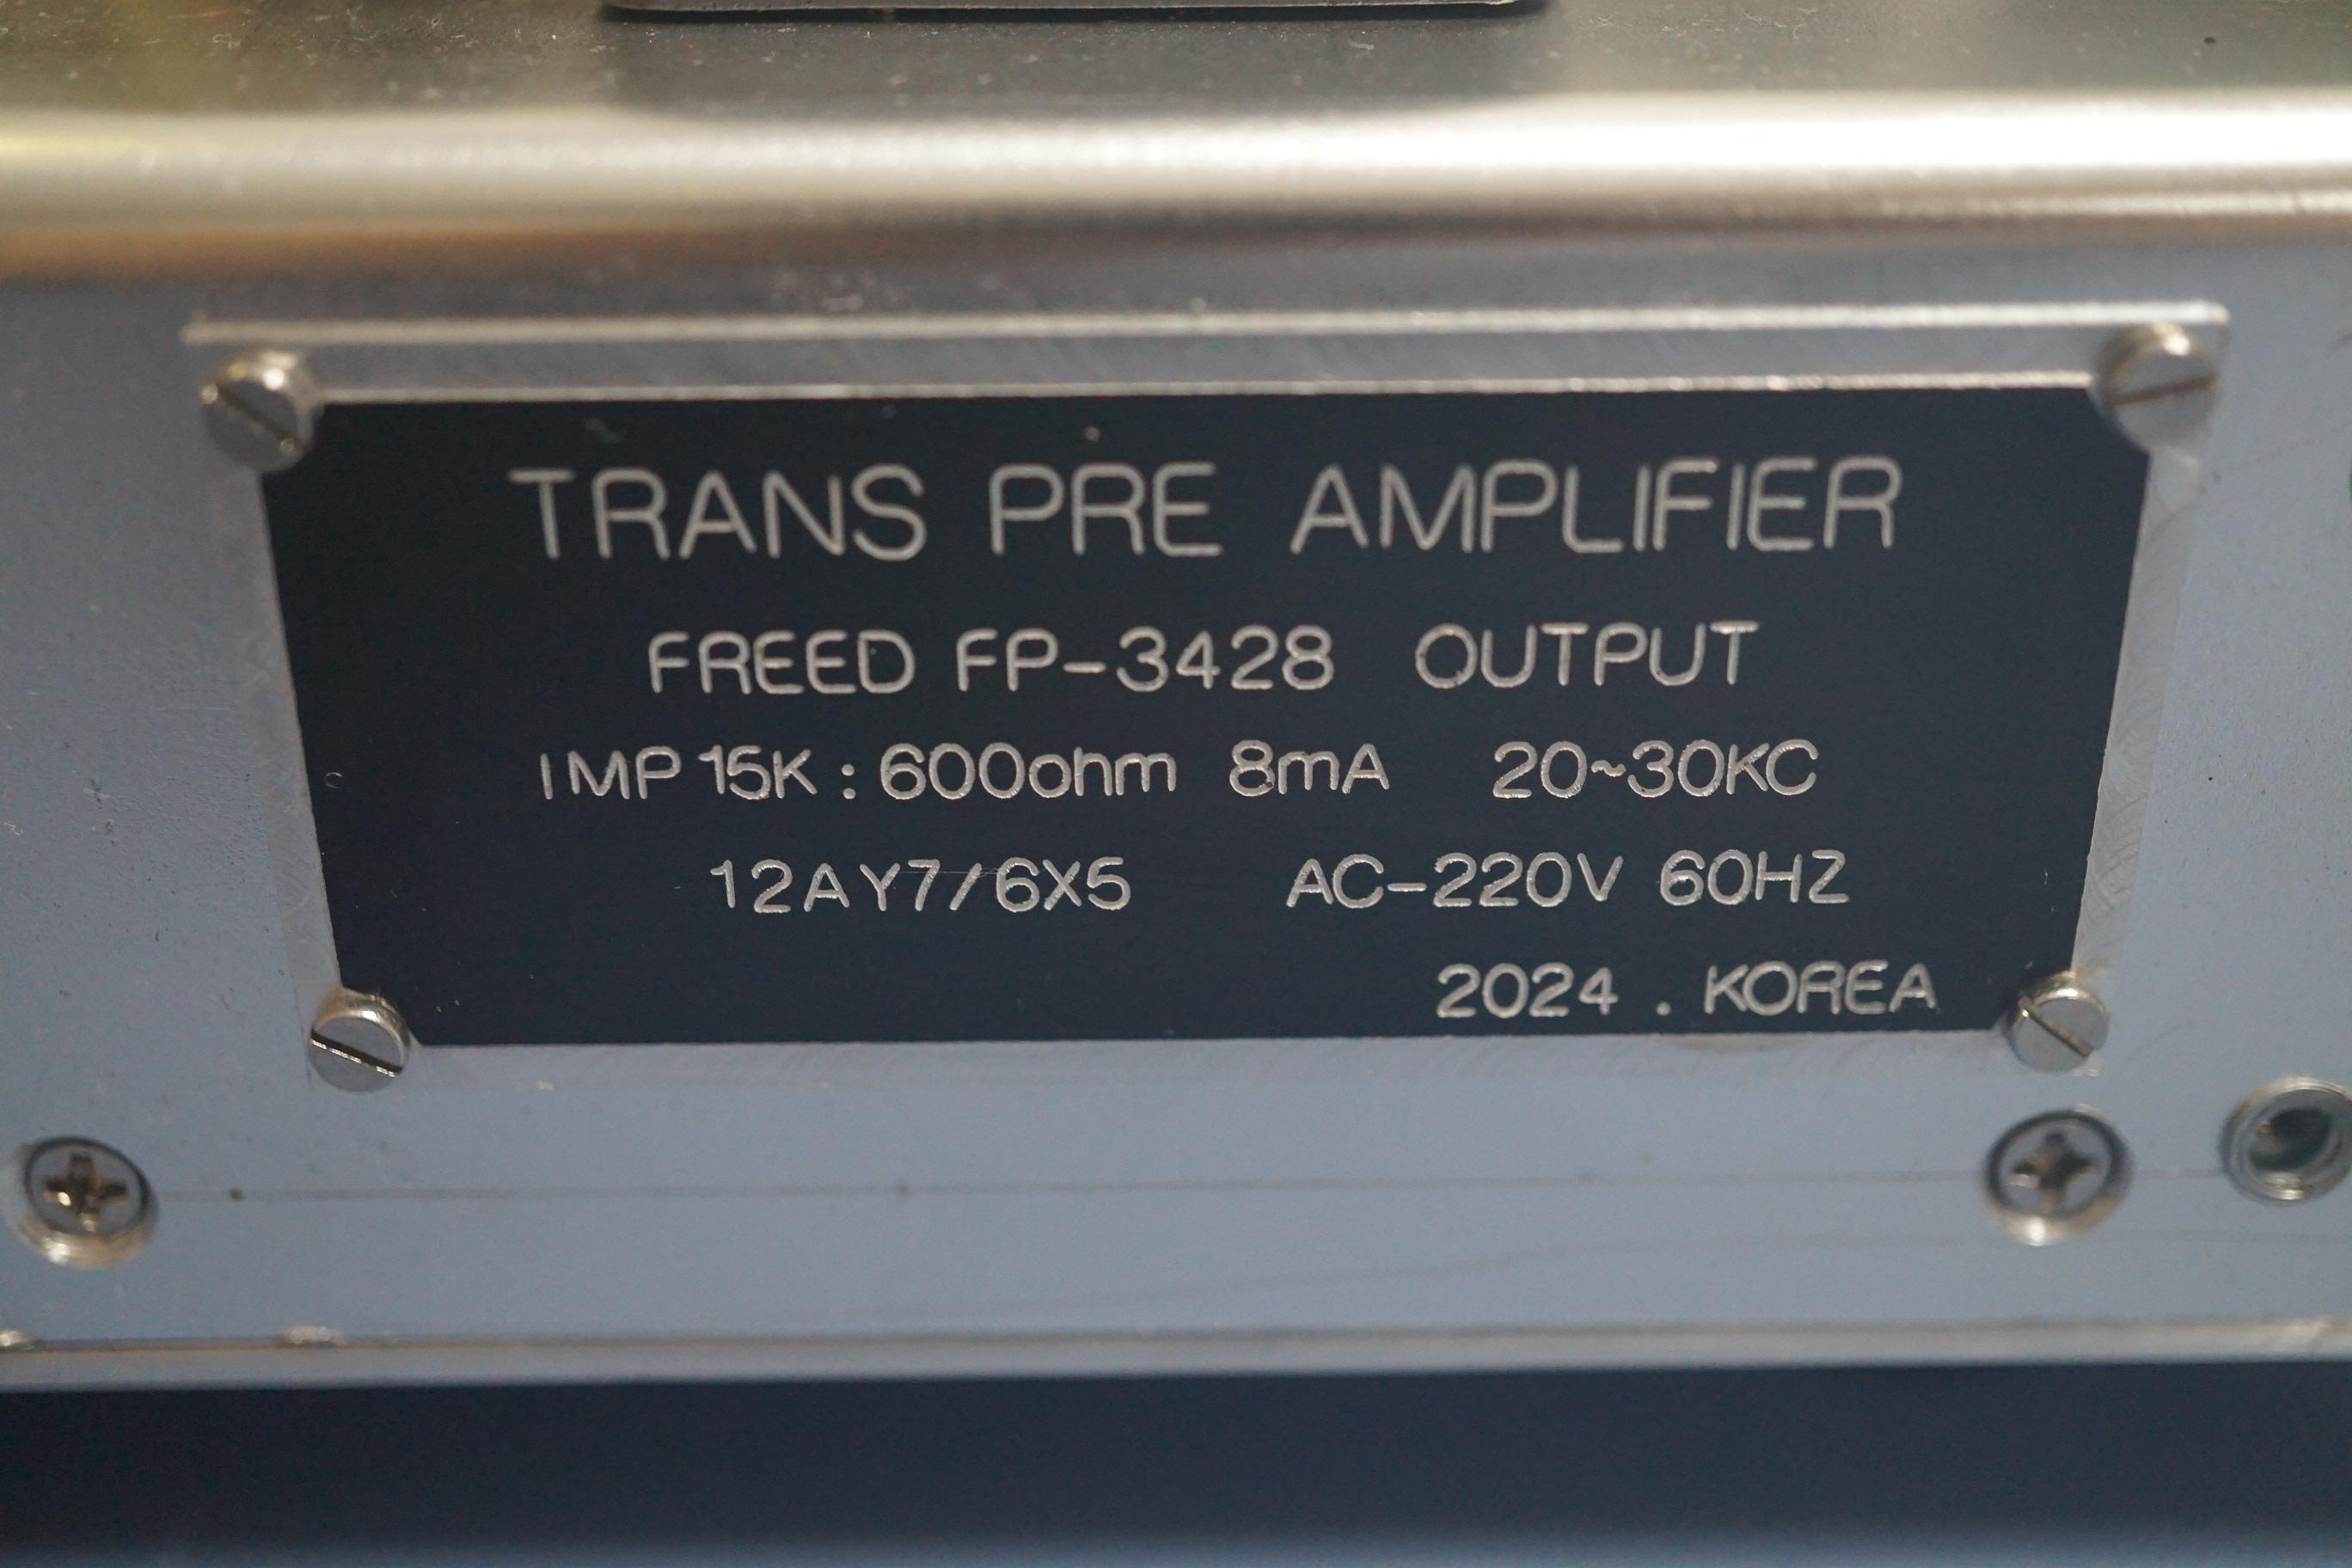 TRANS PRE AMPLIFIER
FREED FP-3428 OUTPUT
IMP 15K : 600ohm 8mA 20~30KC
12AY7/6X5 AC-220V 60HZ
2024 . KOREA